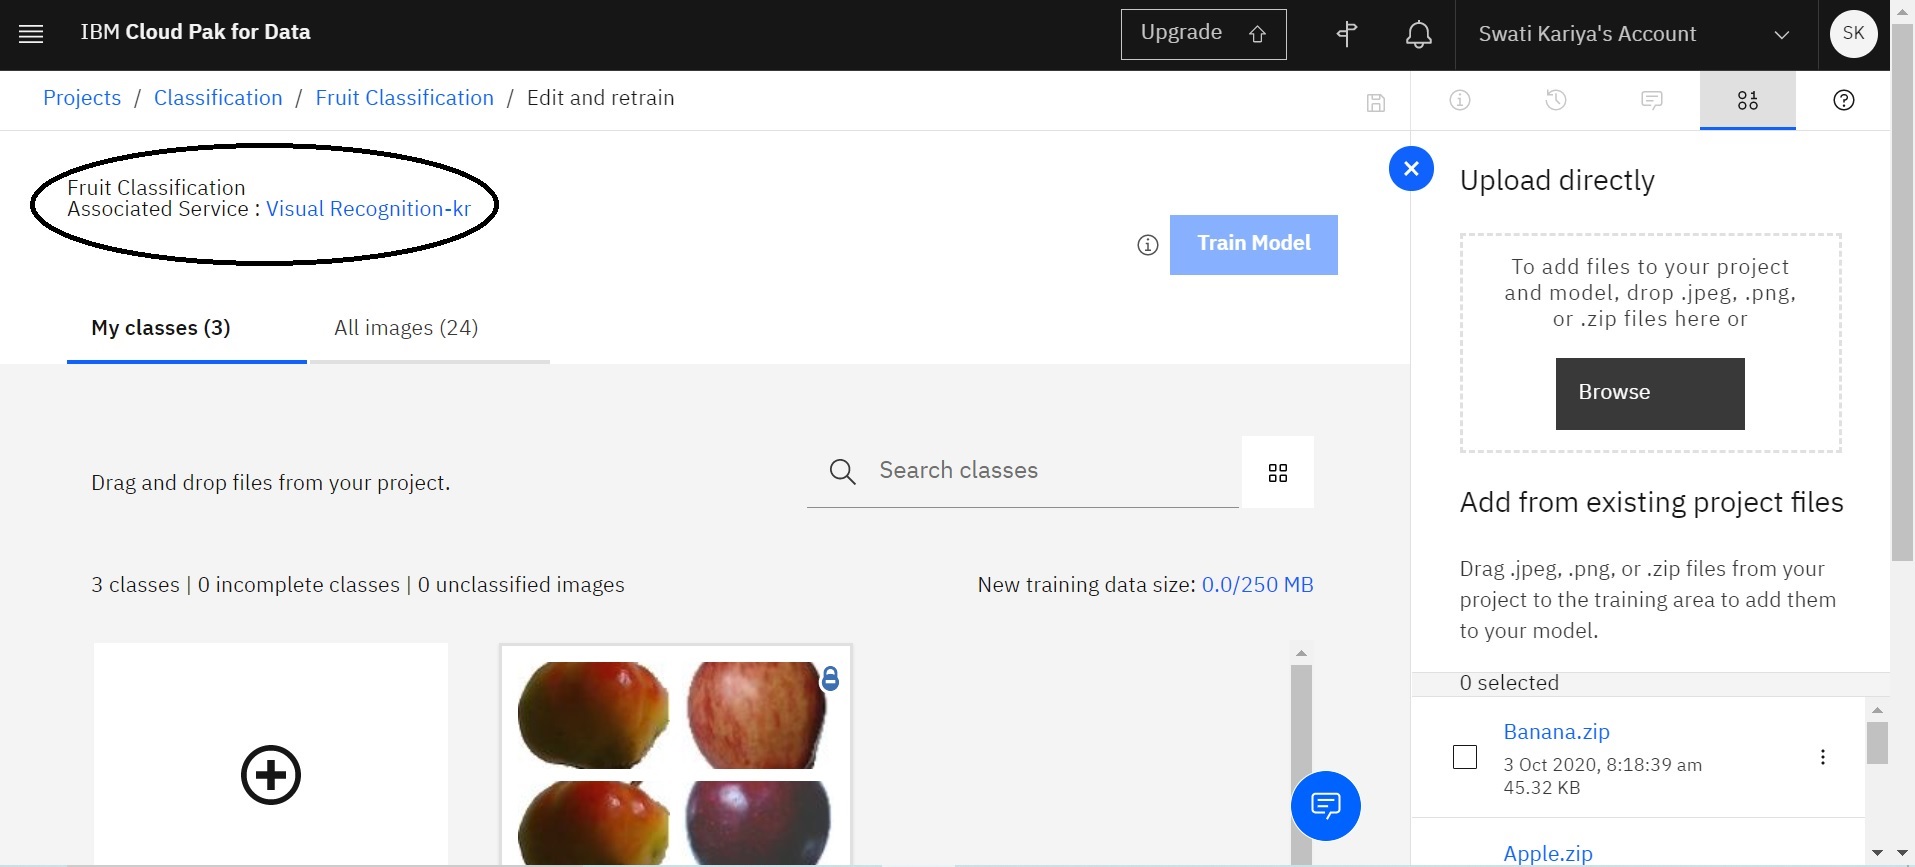 IBM Cloud Pak for Data
Upgrade
Swati Kariya's Account
SK
Projects / Classification / Fruit Classification / Edit and retrain
Fruit Classification
Associated Service : Visual Recognition-kr
Train Model
My classes (3)
All images (24)
Drag and drop files from your project.
Search classes
3 classes | 0 incomplete classes | 0 unclassified images
New training data size: 0.0/250 MB
Upload directly
To add files to your project
and model, drop .jpeg, .png,
or .zip files here or
Browse
Add from existing project files
Drag .jpeg, .png, or .zip files from your
project to the training area to add them
to your model.
0 selected
Banana.zip
3 Oct 2020, 8:18:39 am
45.32 KB
Apple.zip